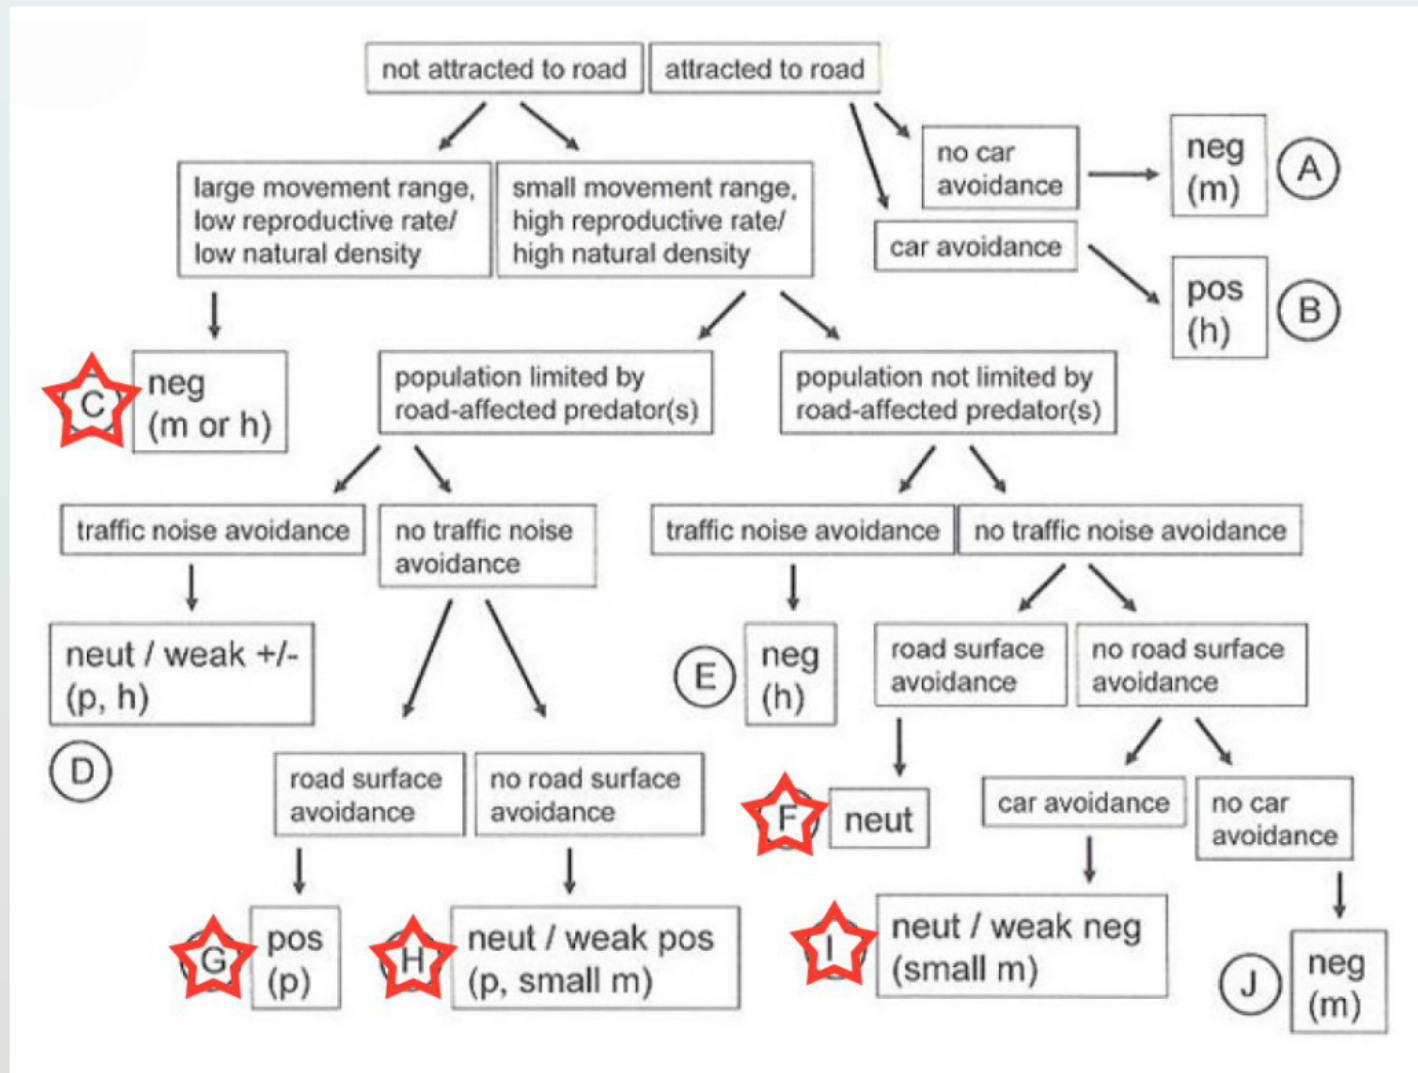 not attracted to road
attracted to road
no car
avoidance
neg
(m)
A
large movement range,
low reproductive rate/
low natural density
small movement range,
high reproductive rate/
high natural density
car avoidance
pos
(h)
B
C
neg
(m or h)
population limited by
road-affected predator(s)
population not limited by
road-affected predator(s)
traffic noise avoidance
no traffic noise
avoidance
traffic noise avoidance
no traffic noise avoidance
neut / weak +/-
(p, h)
D
E
neg
(h)
road surface
avoidance
no road surface
avoidance
road surface
avoidance
no road surface
avoidance
F
neut
car avoidance
no car
avoidance
G
pos
(p)
H
neut / weak pos
(p, small m)
I
neut / weak neg
(small m)
J
neg
(m)